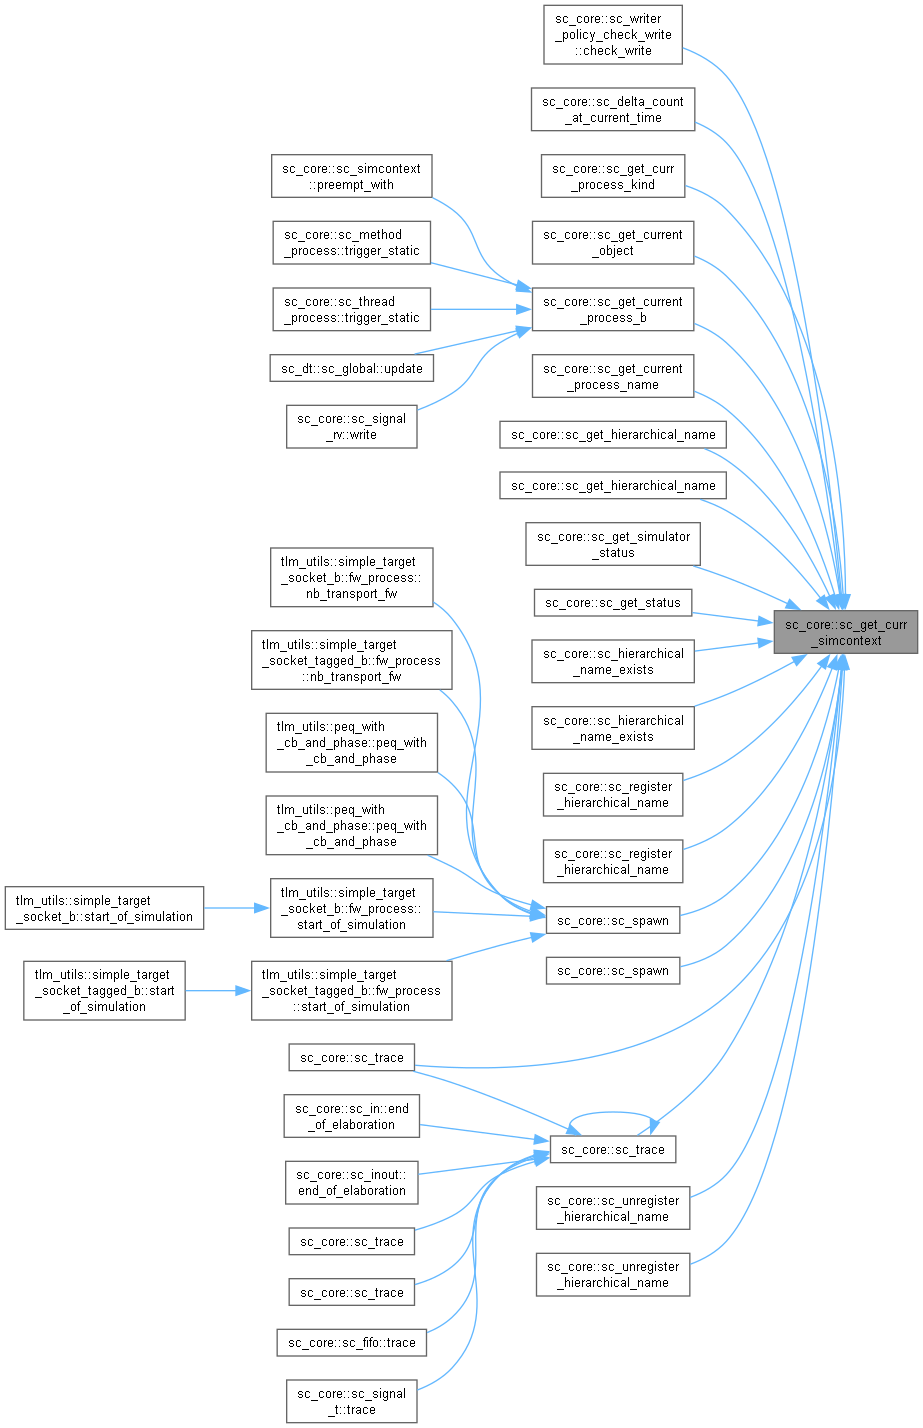 sc_core::sc_writer
_policy_check_write
::check_write
sc_core::sc_delta_count
_at_current_time
sc_core::sc_simcontext
::preempt_with
sc_core::sc_get_curr
_process_kind
sc_core::sc_method
_process::trigger_static
sc_core::sc_get_current
_object
sc_core::sc_thread
_process::trigger_static
sc_core::sc_get_current
_process_b
sc_dt::sc_global::update
sc_core::sc_get_current
_process_name
sc_core::sc_signal
_rv::write
sc_core::sc_get_hierarchical_name
sc_core::sc_get_hierarchical_name
sc_core::sc_get_simulator
_status
tlm_utils::simple_target
_socket_b::fw_process::
nb_transport_fw
sc_core::sc_get_status
sc_core::sc_get_curr
_simcontext
tlm_utils::simple_target
_socket_tagged_b::fw_process
::nb_transport_fw
sc_core::sc_hierarchical
_name_exists
tlm_utils::peq_with
_cb_and_phase::peq_with
_cb_and_phase
sc_core::sc_hierarchical
_name_exists
sc_core::sc_register
_hierarchical_name
tlm_utils::peq_with
_cb_and_phase::peq_with
_cb_and_phase
sc_core::sc_register
_hierarchical_name
tlm_utils::simple_target
_socket_b::start_of_simulation
tlm_utils::simple_target
_socket_b::fw_process::
start_of_simulation
sc_core::sc_spawn
tlm_utils::simple_target
_socket_tagged_b::start
_of_simulation
tlm_utils::simple_target
_socket_tagged_b::fw_process
::start_of_simulation
sc_core::sc_spawn
sc_core::sc_trace
sc_core::sc_in::end
_of_elaboration
sc_core::sc_trace
sc_core::sc_inout::
end_of_elaboration
sc_core::sc_unregister
_hierarchical_name
sc_core::sc_trace
sc_core::sc_unregister
_hierarchical_name
sc_core::sc_trace
sc_core::sc_fifo::trace
sc_core::sc_signal
_t::trace